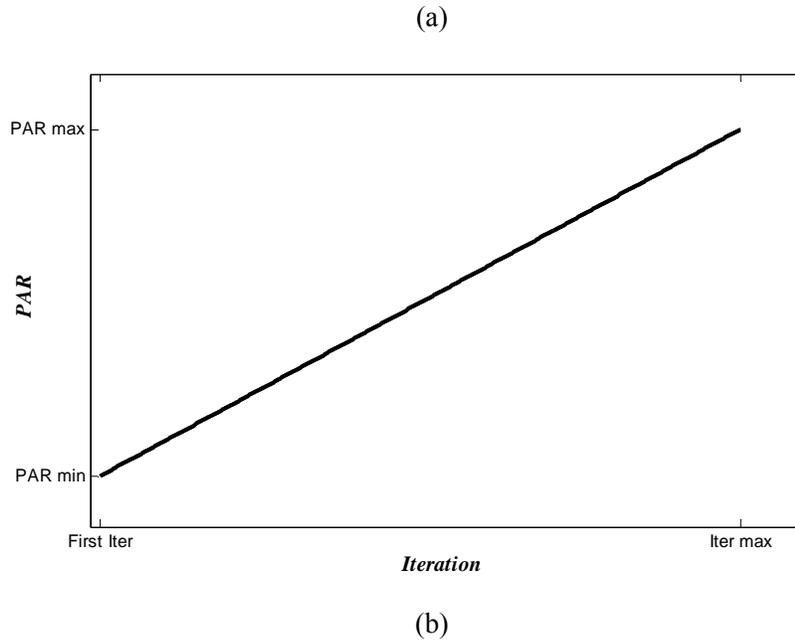 (a)
PAR max
PAR
PAR min
First Iter
Iter max
Iteration
(b)